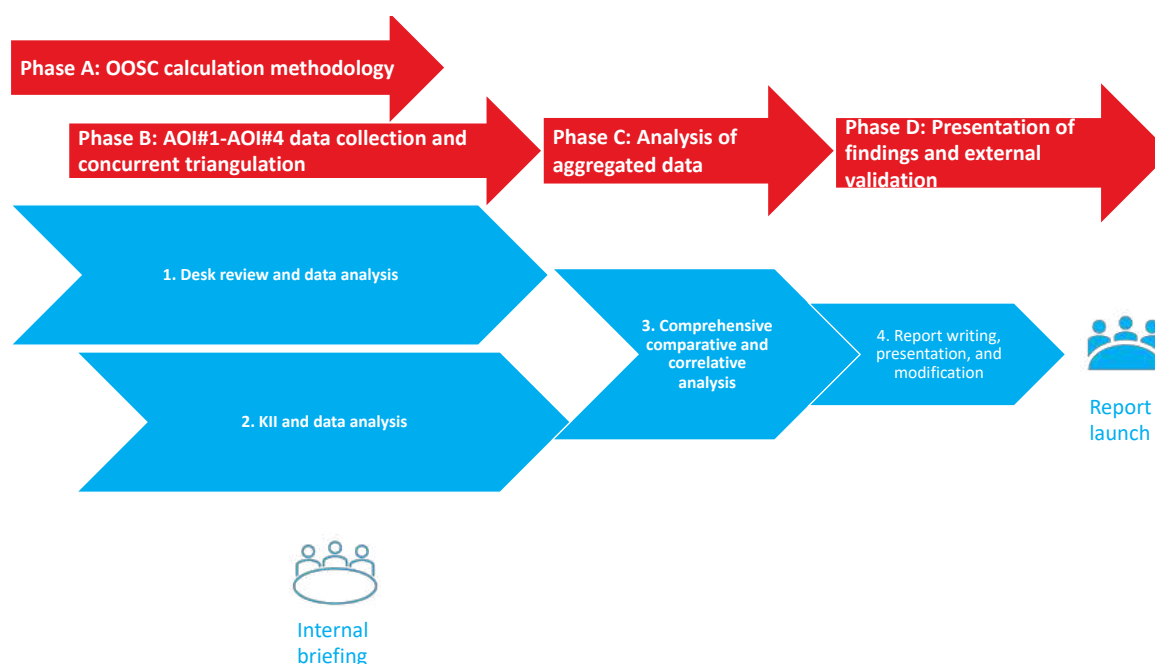 Phase A: OOSC calculation methodology
Phase B: AOI#1-AOI#4 data collection and
concurrent triangulation
Phase C: Analysis of
aggregated data
Phase D: Presentation of
findings and external
validation
1. Desk review and data analysis
2. KII and data analysis
3. Comprehensive
comparative and
correlative
analysis
4. Report writing,
presentation, and
modification
Report
launch
Internal
briefing